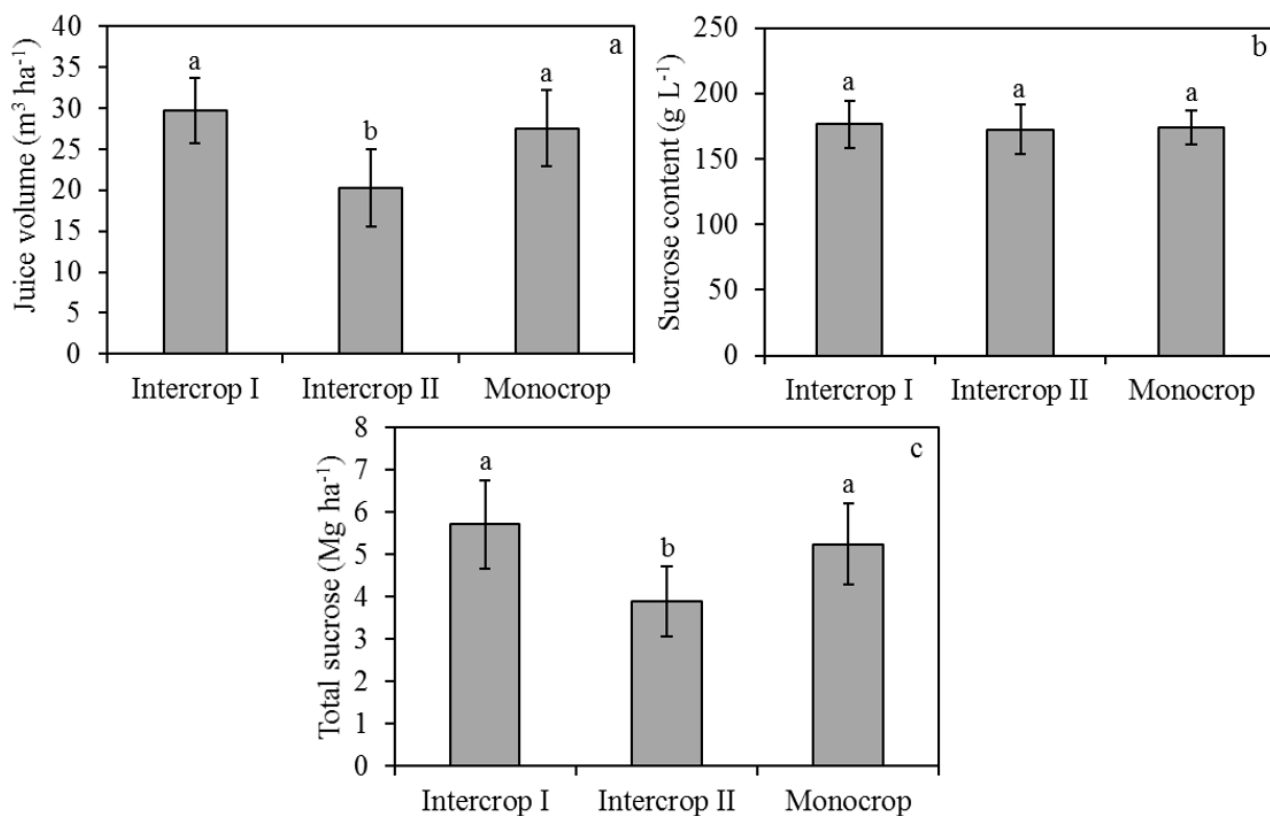 Juice volume (m³ ha⁻¹)
40
35
30
25
20
15
10
5
0
a
a
b
a
Intercrop I
Intercrop II
Monocrop
Sucrose content (g L⁻¹)
250
200
150
100
50
0
b
a
a
a
Intercrop I
Intercrop II
Monocrop
Total sucrose (Mg ha⁻¹)
8
7
6
5
4
3
2
1
0
c
a
b
a
Intercrop I
Intercrop II
Monocrop